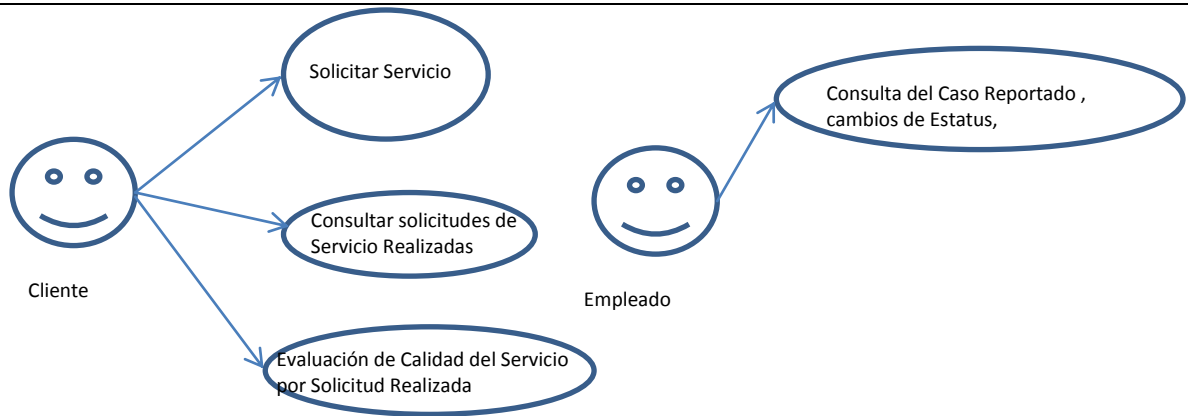 Solicitar Servicio
Consultar solicitudes de
Servicio Realizadas
Cliente
Evaluación de Calidad del Servicio
por Solicitud Realizada
Consulta del Caso Reportado ,
cambios de Estatus,
Empleado